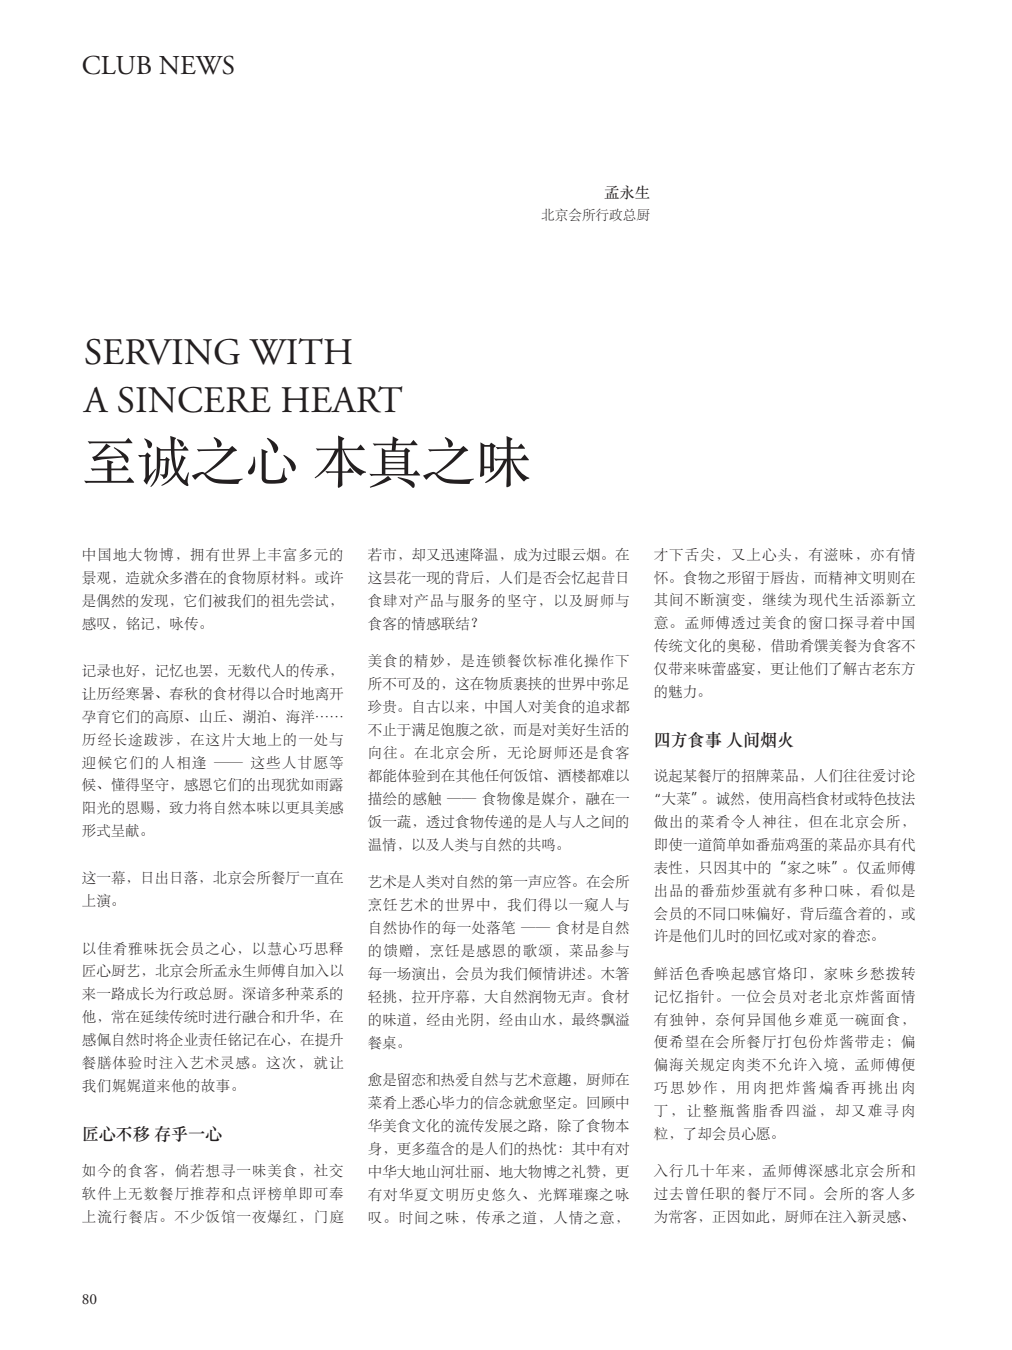 CLUB NEWS
孟永生
北京会所行政总厨
SERVING WITH
A SINCERE HEART
至诚之心 本真之味
中国地大物博，拥有世界上丰富多元的
景观，造就众多潜在的食物原材料。或许
是偶然的发现，它们被我们的祖先尝试，
感叹，铭记，咏传。
记录也好，记忆也罢，无数代人的传承，
让历经寒暑、春秋的食材得以合时地离开
孕育它们的高原、山丘、湖泊、海洋……
历经长途跋涉，在这片大地上的一处与
迎候它们的人相逢 —— 这些人甘愿等
候、懂得坚守，感恩它们的出现犹如雨露
阳光的恩赐，致力将自然本味以更具美感
形式呈献。
这一幕，日出日落，北京会所餐厅一直在
上演。
以佳肴雅味抚会员之心，以慧心巧思释
匠心厨艺，北京会所孟永生师傅自加入以
来一路成长为行政总厨。深谙多种菜系的
他，常在延续传统时进行融合和升华，在
感佩自然时将企业责任铭记在心，在提升
餐膳体验时注入艺术灵感。这次，就让
我们娓娓道来他的故事。
匠心不移 存乎一心
如今的食客，倘若想寻一味美食，社交
软件上无数餐厅推荐和点评榜单即可奉
上流行餐店。不少饭馆一夜爆红，门庭
若市，却又迅速降温，成为过眼云烟。在
这昙花一现的背后，人们是否会忆起昔日
食肆对产品与服务的坚守，以及厨师与
食客的情感联结？
美食的精妙，是连锁餐饮标准化操作下
所不可及的，这在物质裹挟的世界中弥足
珍贵。自古以来，中国人对美食的追求都
不止于满足饱腹之欲，而是对美好生活的
向往。在北京会所，无论厨师还是食客
都能体验到在其他任何饭馆、酒楼都难以
描绘的感触 —— 食物像是媒介，融在一
饭一蔬，透过食物传递的是人与人之间的
温情，以及人类与自然的共鸣。
艺术是人类对自然的第一声应答。在会所
烹饪艺术的世界中，我们得以一窥人与
自然协作的每一处落笔 —— 食材是自然
的馈赠，烹饪是感恩的歌颂，菜品参与
每一场演出，会员为我们倾情讲述。木箸
轻挑，拉开序幕，大自然润物无声。食材
的味道，经由光阴，经由山水，最终飘溢
餐桌。
愈是留恋和热爱自然与艺术意趣，厨师在
菜肴上悉心毕力的信念就愈坚定。回顾中
华美食文化的流传发展之路，除了食物本
身，更多蕴含的是人们的热忱：其中有对
中华大地山河壮丽、地大物博之礼赞，更
有对华夏文明历史悠久、光辉璀璨之咏
叹。时间之味，传承之道，人情之意，
才下舌尖，又上心头，有滋味，亦有情
怀。食物之形留于唇齿，而精神文明则在
其间不断演变，继续为现代生活添新立
意。孟师傅透过美食的窗口探寻着中国
传统文化的奥秘，借助肴馔美餐为食客不
仅带来味蕾盛宴，更让他们了解古老东方
的魅力。
四方食事 人间烟火
说起某餐厅的招牌菜品，人们往往爱讨论
“大菜”。诚然，使用高档食材或特色技法
做出的菜肴令人神往，但在北京会所，
即使一道简单如番茄鸡蛋的菜品亦具有代
表性，只因其中的“家之味”。仅孟师傅
出品的番茄炒蛋就有多种口味，看似是
会员的不同口味偏好，背后蕴含着的，或
许是他们儿时的回忆或对家的眷恋。
鲜活色香唤起感官烙印，家味乡愁拨转
记忆指针。一位会员对老北京炸酱面情
有独钟，奈何异国他乡难觅一碗面食，
便希望在会所餐厅打包份炸酱带走；偏
偏海关规定肉类不允许入境，孟师傅便
巧思妙作，用肉把炸酱煸香再挑出肉
丁，让整瓶酱脂香四溢，却又难寻肉
粒，了却会员心愿。
入行几十年来，孟师傅深感北京会所和
过去曾任职的餐厅不同。会所的客人多
为常客，正因如此，厨师在注入新灵感、
80